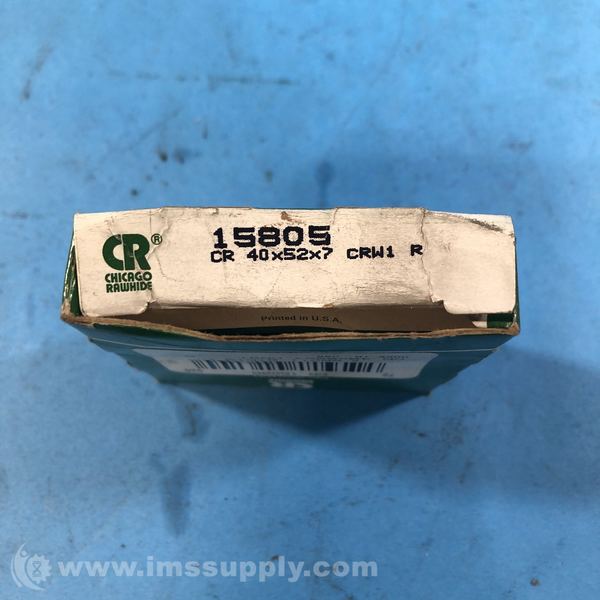 CR®
CHICAGO
RAWHIDE
15805
CR 40x52x7 CRW1 R
Printed in U.S.A.
www.imssupply.com